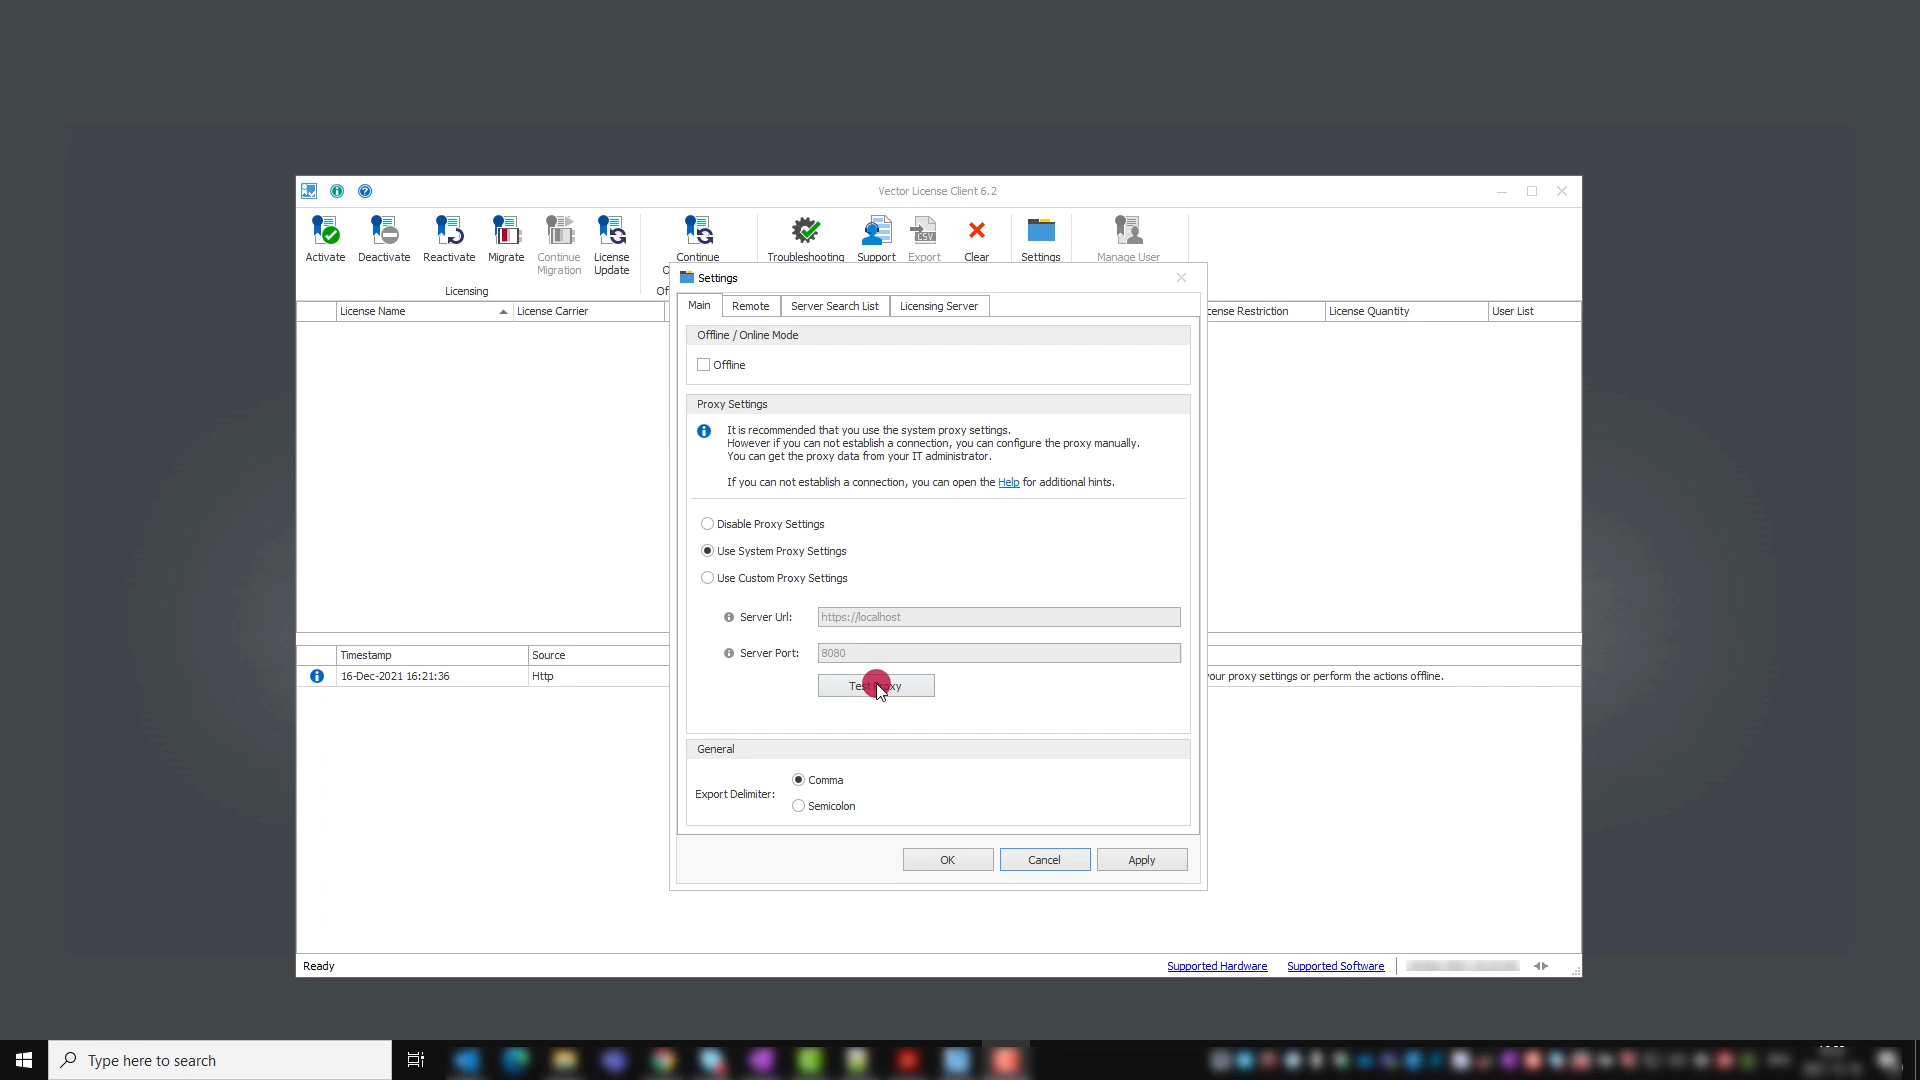 Vector License Client 6.2
Activate
Deactivate
Reactivate
Migrate
Continue
Migration
License
Update
Continue
Troubleshooting
Support
Export
Clear
Settings
Manage User
Licensing
Settings
Main
Remote
Server Search List
Licensing Server
License Name
License Carrier
License Quantity
User List
Offline / Online Mode
Offline
Proxy Settings
It is recommended that you use the system proxy settings.
However if you can not establish a connection, you can configure the proxy manually.
You can get the proxy data from your IT administrator.
If you can not establish a connection, you can open the Help for additional hints.
Disable Proxy Settings
Use System Proxy Settings
Use Custom Proxy Settings
Server Url:
https://localhost
Server Port:
8080
Test Proxy
Timestamp
Source
16-Dec-2021 16:21:36
Http
your proxy settings or perform the actions offline.
General
Export Delimiter:
Comma
Semicolon
OK
Cancel
Apply
Ready
Supported Hardware
Supported Software
Type here to search